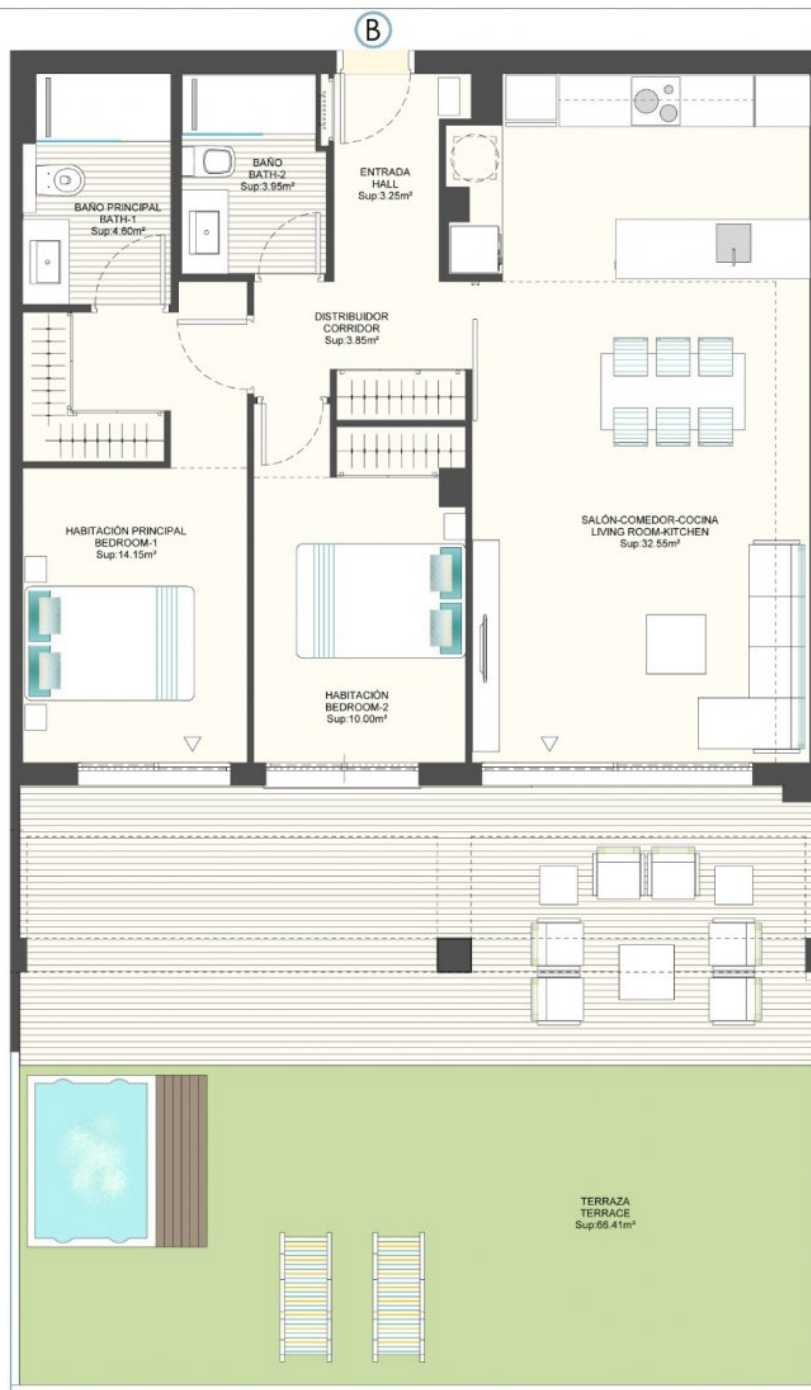 B
BAÑO
BATH-2
Sup:3.95m²
ENTRADA
HALL
Sup:3.25m²
BAÑO PRINCIPAL
BATH-1
Sup:4.60m²
DISTRIBUIDOR
CORRIDOR
Sup:3.85m²
HABITACIÓN PRINCIPAL
BEDROOM-1
Sup:14.15m²
SALÓN-COMEDOR-COCINA
LIVING ROOM-KITCHEN
Sup:32.55m²
HABITACIÓN
BEDROOM-2
Sup:10.00m²
TERRAZA
TERRACE
Sup:66.41m²